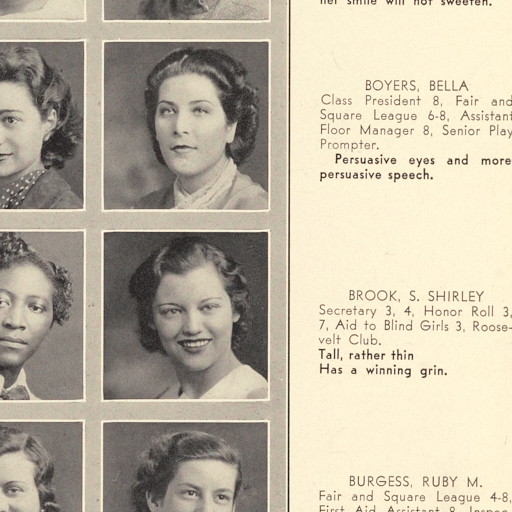 her smile will not sweeten.
BOYERS, BELLA
Class President 8, Fair and
Square League 6-8, Assistant
Floor Manager 8, Senior Play
Prompter.
Persuasive eyes and more
persuasive speech.
BROOK, S. SHIRLEY
Secretary 3, 4, Honor Roll 3,
7, Aid to Blind Girls 3, Roose-
velt Club.
Tall, rather thin
Has a winning grin.
BURGESS, RUBY M.
Fair and Square League 4-8,
First Aid Assistant 8, Inspec-